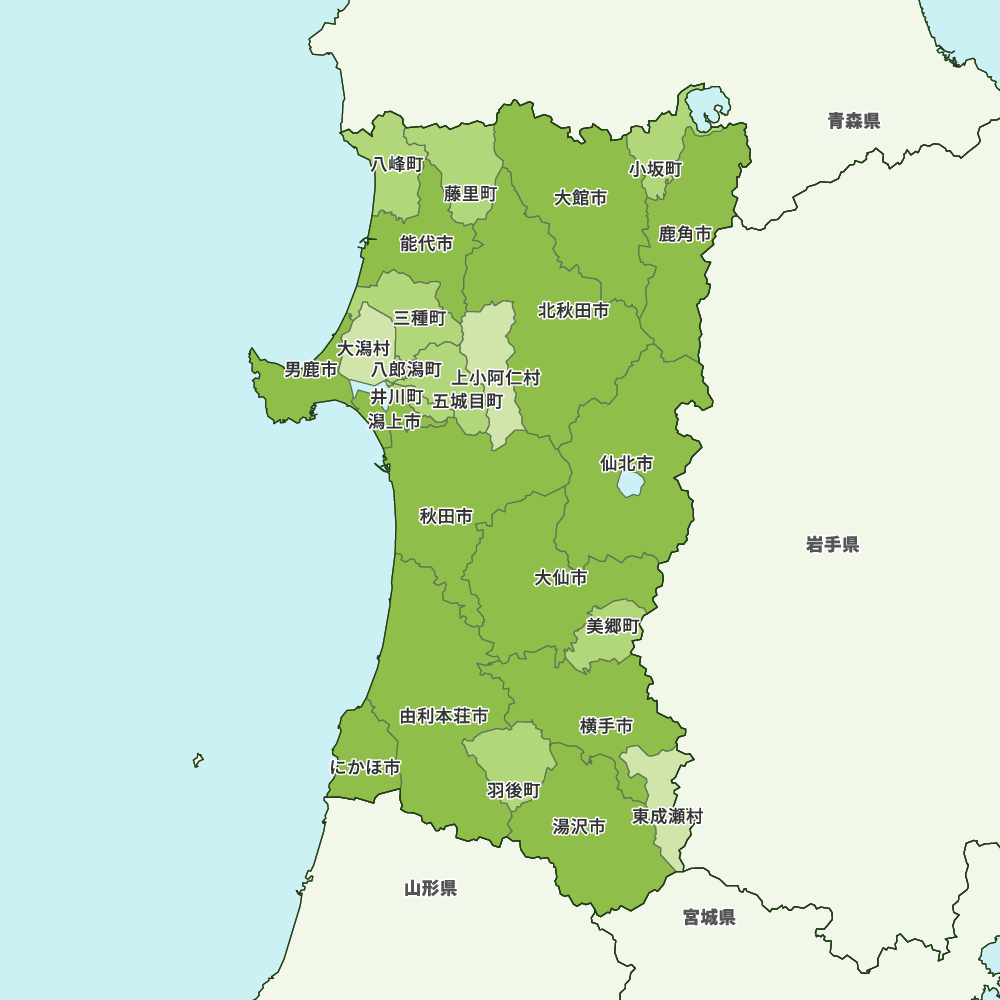 青森県
八峰町
小坂町
藤里町
大館市
鹿角市
能代市
北秋田市
三種町
大潟村
男鹿市
八郎潟町
上小阿仁村
井川町
五城目町
潟上市
仙北市
秋田市
岩手県
大仙市
美郷町
由利本荘市
横手市
にかほ市
羽後町
東成瀬村
湯沢市
山形県
宮城県